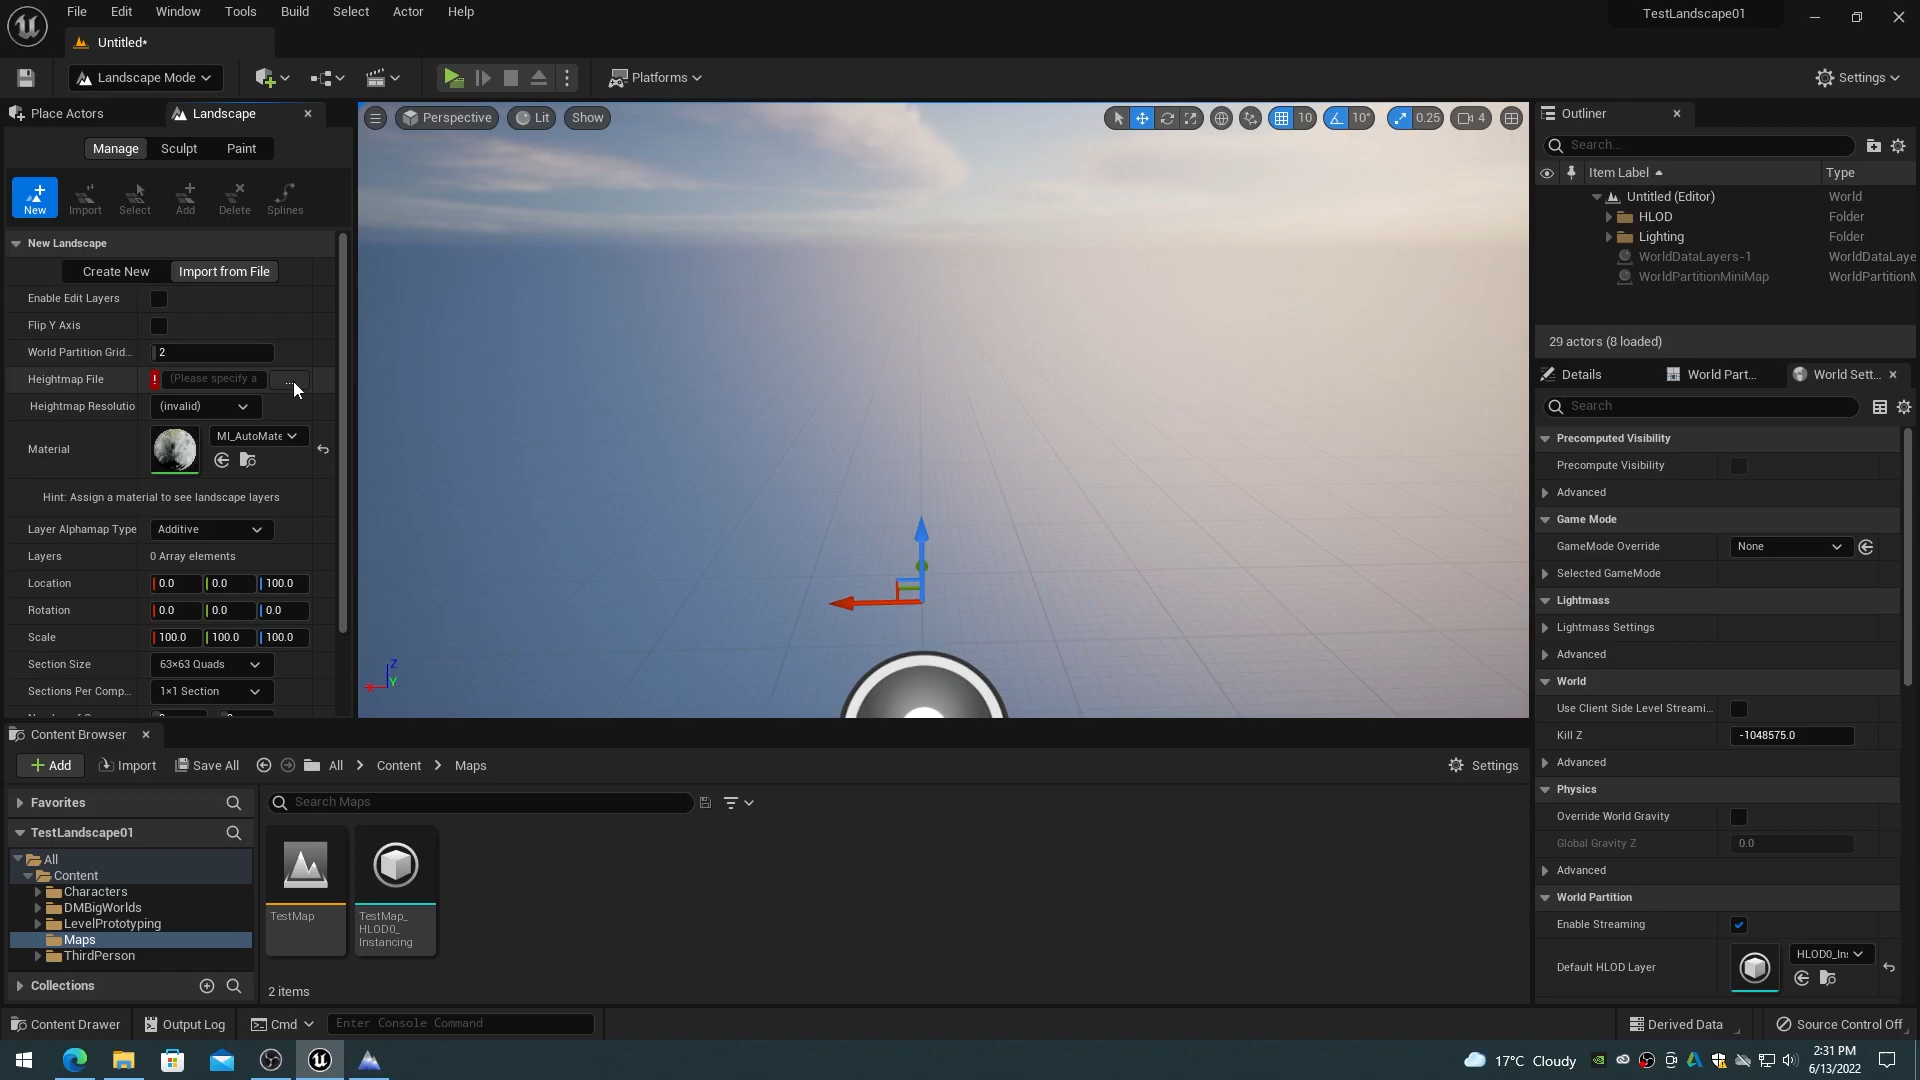 File Edit Window Tools Build Select Actor Help
TestLandscape01
Untitled*
Landscape Mode
Platforms
Settings
Place Actors
Landscape
Manage Sculpt Paint
New Import Select Add Delete Splines
New Landscape
Create New Import from File
Enable Edit Layers
Flip Y Axis
World Partition Grid... 2
Heightmap File ! (Please specify a ...
Heightmap Resolutio (invalid)
Material MI_AutoMate
Hint: Assign a material to see landscape layers
Layer Alphamap Type Additive
Layers 0 Array elements
Location 0.0 0.0 100.0
Rotation 0.0 0.0 0.0
Scale 100.0 100.0 100.0
Section Size 63×63 Quads
Sections Per Comp... 1×1 Section
Perspective Lit Show
10 10° 0.25 4
Z
X Y
Outliner
Search...
Item Label Type
Untitled (Editor) World
HLOD Folder
Lighting Folder
WorldDataLayers-1 WorldDataLaye
WorldPartitionMiniMap WorldPartitionM
29 actors (8 loaded)
Details World Part... World Sett...
Search
Precomputed Visibility
Precompute Visibility
Advanced
Game Mode
GameMode Override None
Selected GameMode
Lightmass
Lightmass Settings
Advanced
World
Use Client Side Level Streami...
Kill Z -1048575.0
Advanced
Physics
Override World Gravity
Global Gravity Z 0.0
Advanced
World Partition
Enable Streaming
Default HLOD Layer HLOD0_In
Content Browser
Add Import Save All All Content Maps
Settings
Favorites
Search Maps
TestLandscape01
All
Content
Characters
DMBigWorlds
LevelPrototyping
Maps
ThirdPerson
Collections
TestMap
TestMap_
HLOD0_
Instancing
2 items
Content Drawer Output Log Cmd Enter Console Command
Derived Data Source Control Off
17°C Cloudy
2:31 PM
6/13/2022